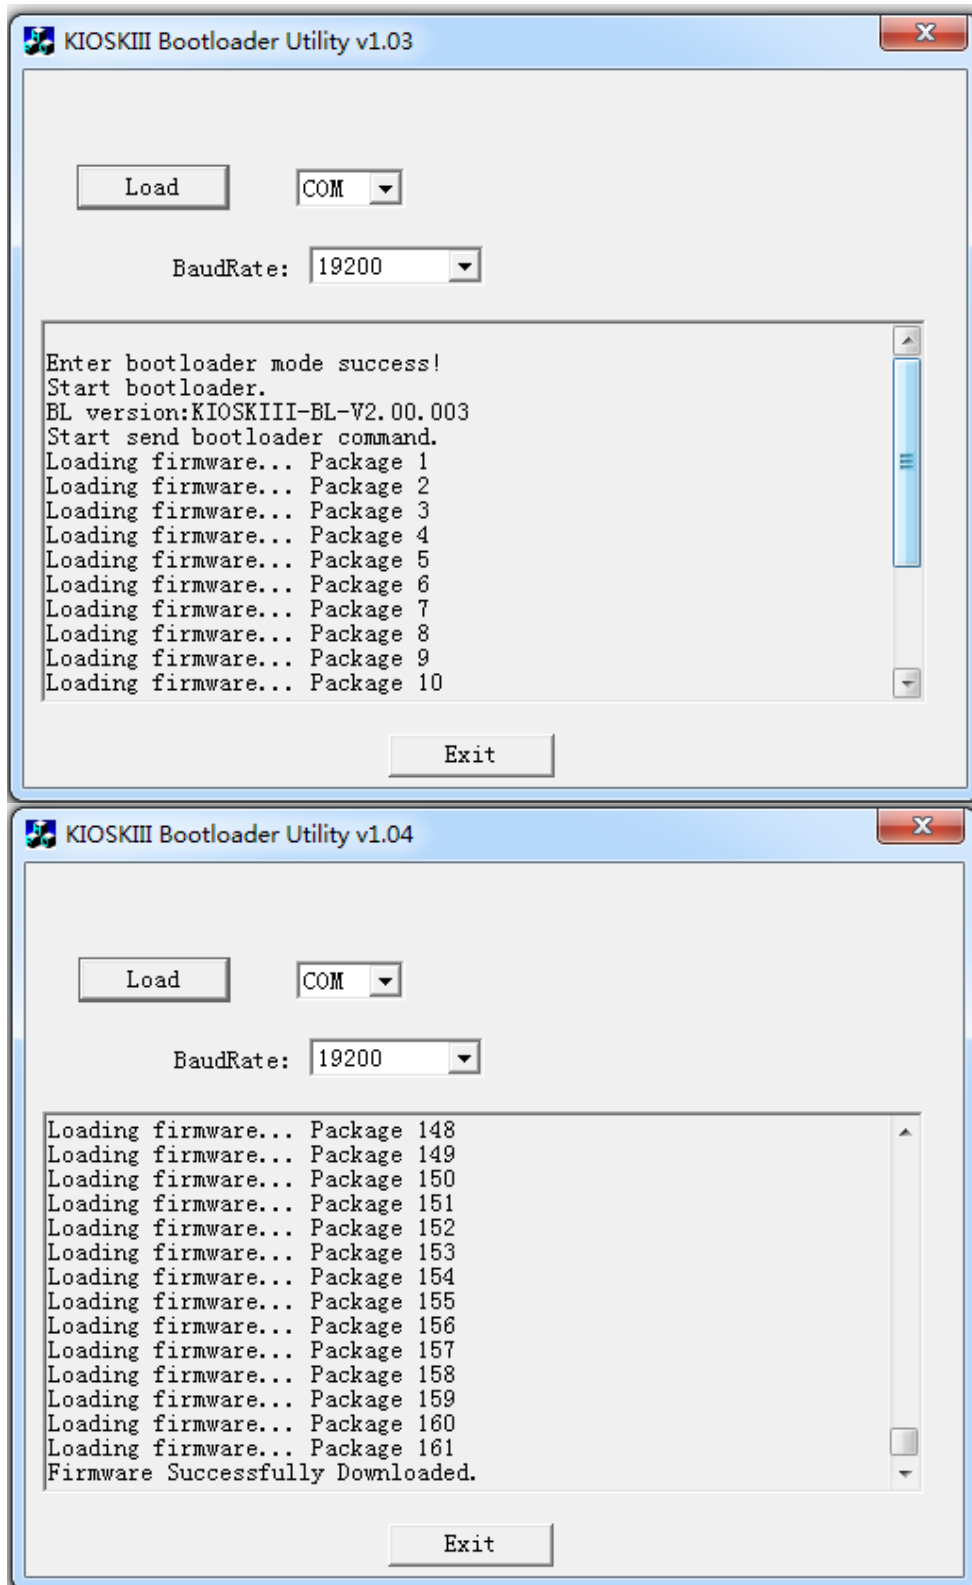 KIOSKIII Bootloader Utility v1.03
Load
COM
BaudRate:
19200
Enter bootloader mode success!
Start bootloader.
BL version:KIOSKIII-BL-V2.00.003
Start send bootloader command.
Loading firmware... Package 1
Loading firmware... Package 2
Loading firmware... Package 3
Loading firmware... Package 4
Loading firmware... Package 5
Loading firmware... Package 6
Loading firmware... Package 7
Loading firmware... Package 8
Loading firmware... Package 9
Loading firmware... Package 10
Exit
KIOSKIII Bootloader Utility v1.04
Load
COM
BaudRate:
19200
Loading firmware... Package 148
Loading firmware... Package 149
Loading firmware... Package 150
Loading firmware... Package 151
Loading firmware... Package 152
Loading firmware... Package 153
Loading firmware... Package 154
Loading firmware... Package 155
Loading firmware... Package 156
Loading firmware... Package 157
Loading firmware... Package 158
Loading firmware... Package 159
Loading firmware... Package 160
Loading firmware... Package 161
Firmware Successfully Downloaded.
Exit